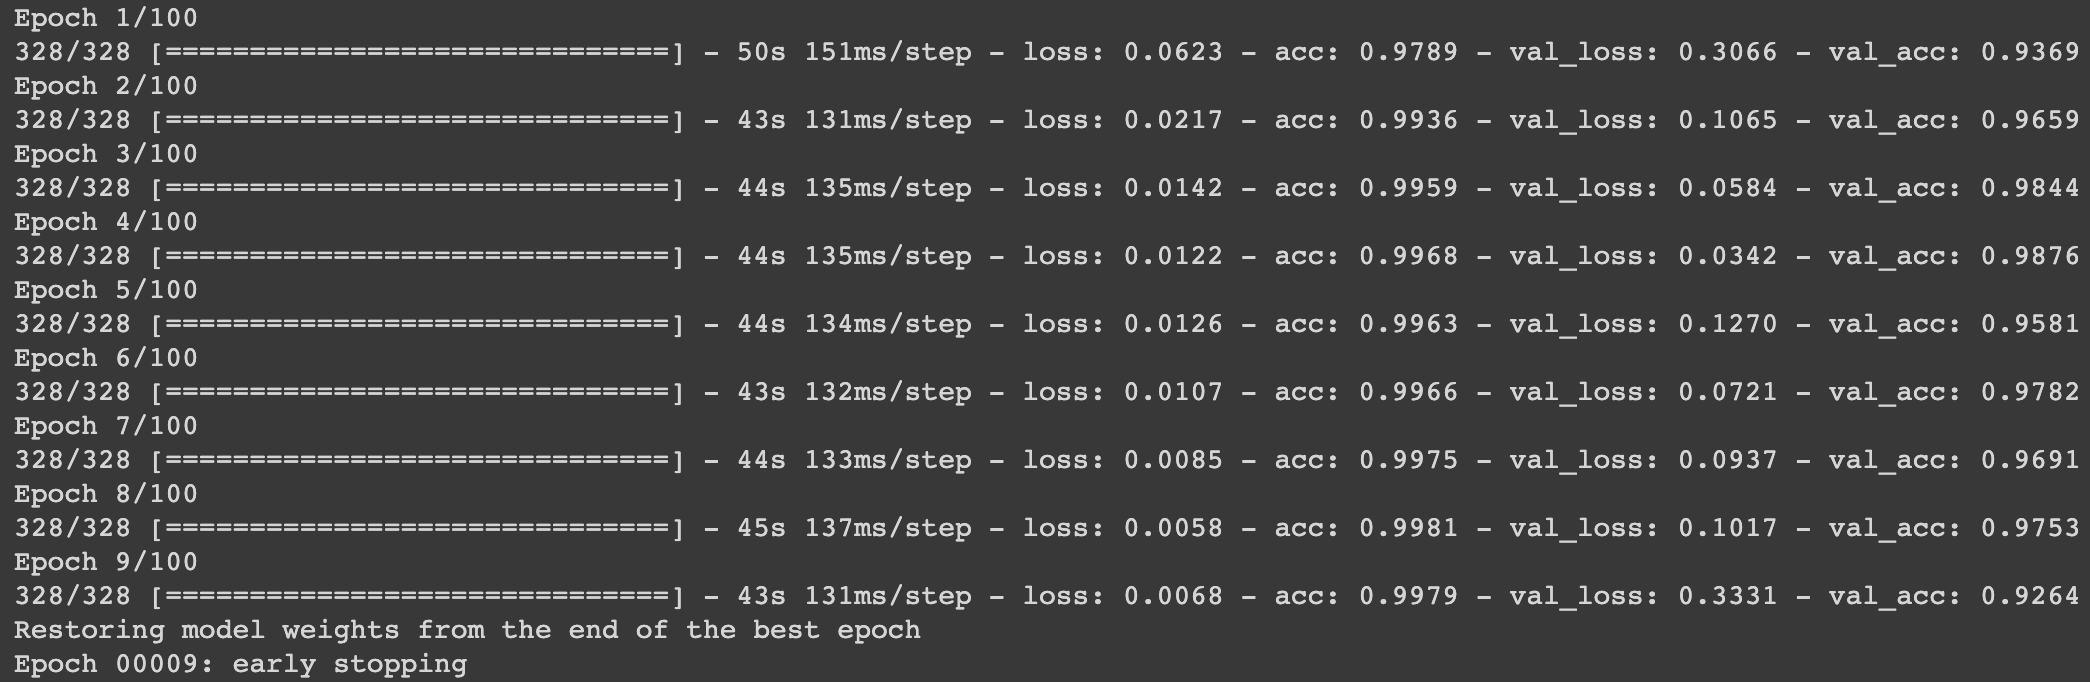 Epoch 1/100
328/328 [==============================] - 50s 151ms/step - loss: 0.0623 - acc: 0.9789 - val_loss: 0.3066 - val_acc: 0.9369
Epoch 2/100
328/328 [==============================] - 43s 131ms/step - loss: 0.0217 - acc: 0.9936 - val_loss: 0.1065 - val_acc: 0.9659
Epoch 3/100
328/328 [==============================] - 44s 135ms/step - loss: 0.0142 - acc: 0.9959 - val_loss: 0.0584 - val_acc: 0.9844
Epoch 4/100
328/328 [==============================] - 44s 135ms/step - loss: 0.0122 - acc: 0.9968 - val_loss: 0.0342 - val_acc: 0.9876
Epoch 5/100
328/328 [==============================] - 44s 134ms/step - loss: 0.0126 - acc: 0.9963 - val_loss: 0.1270 - val_acc: 0.9581
Epoch 6/100
328/328 [==============================] - 43s 132ms/step - loss: 0.0107 - acc: 0.9966 - val_loss: 0.0721 - val_acc: 0.9782
Epoch 7/100
328/328 [==============================] - 44s 133ms/step - loss: 0.0085 - acc: 0.9975 - val_loss: 0.0937 - val_acc: 0.9691
Epoch 8/100
328/328 [==============================] - 45s 137ms/step - loss: 0.0058 - acc: 0.9981 - val_loss: 0.1017 - val_acc: 0.9753
Epoch 9/100
328/328 [==============================] - 43s 131ms/step - loss: 0.0068 - acc: 0.9979 - val_loss: 0.3331 - val_acc: 0.9264
Restoring model weights from the end of the best epoch
Epoch 00009: early stopping